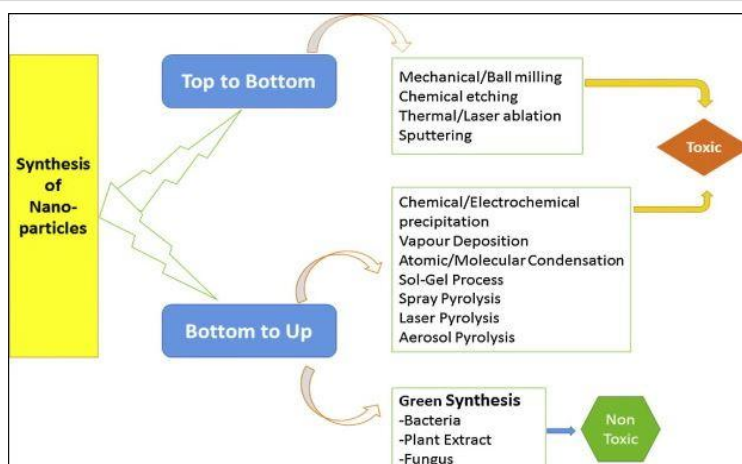 Synthesis
of
Nano-
particles
Top to Bottom
Mechanical/Ball milling
Chemical etching
Thermal/Laser ablation
Sputtering
Toxic
Chemical/Electrochemical
precipitation
Vapour Deposition
Atomic/Molecular Condensation
Sol-Gel Process
Spray Pyrolysis
Laser Pyrolysis
Aerosol Pyrolysis
Bottom to Up
Green Synthesis
-Bacteria
-Plant Extract
-Fungus
Non
Toxic